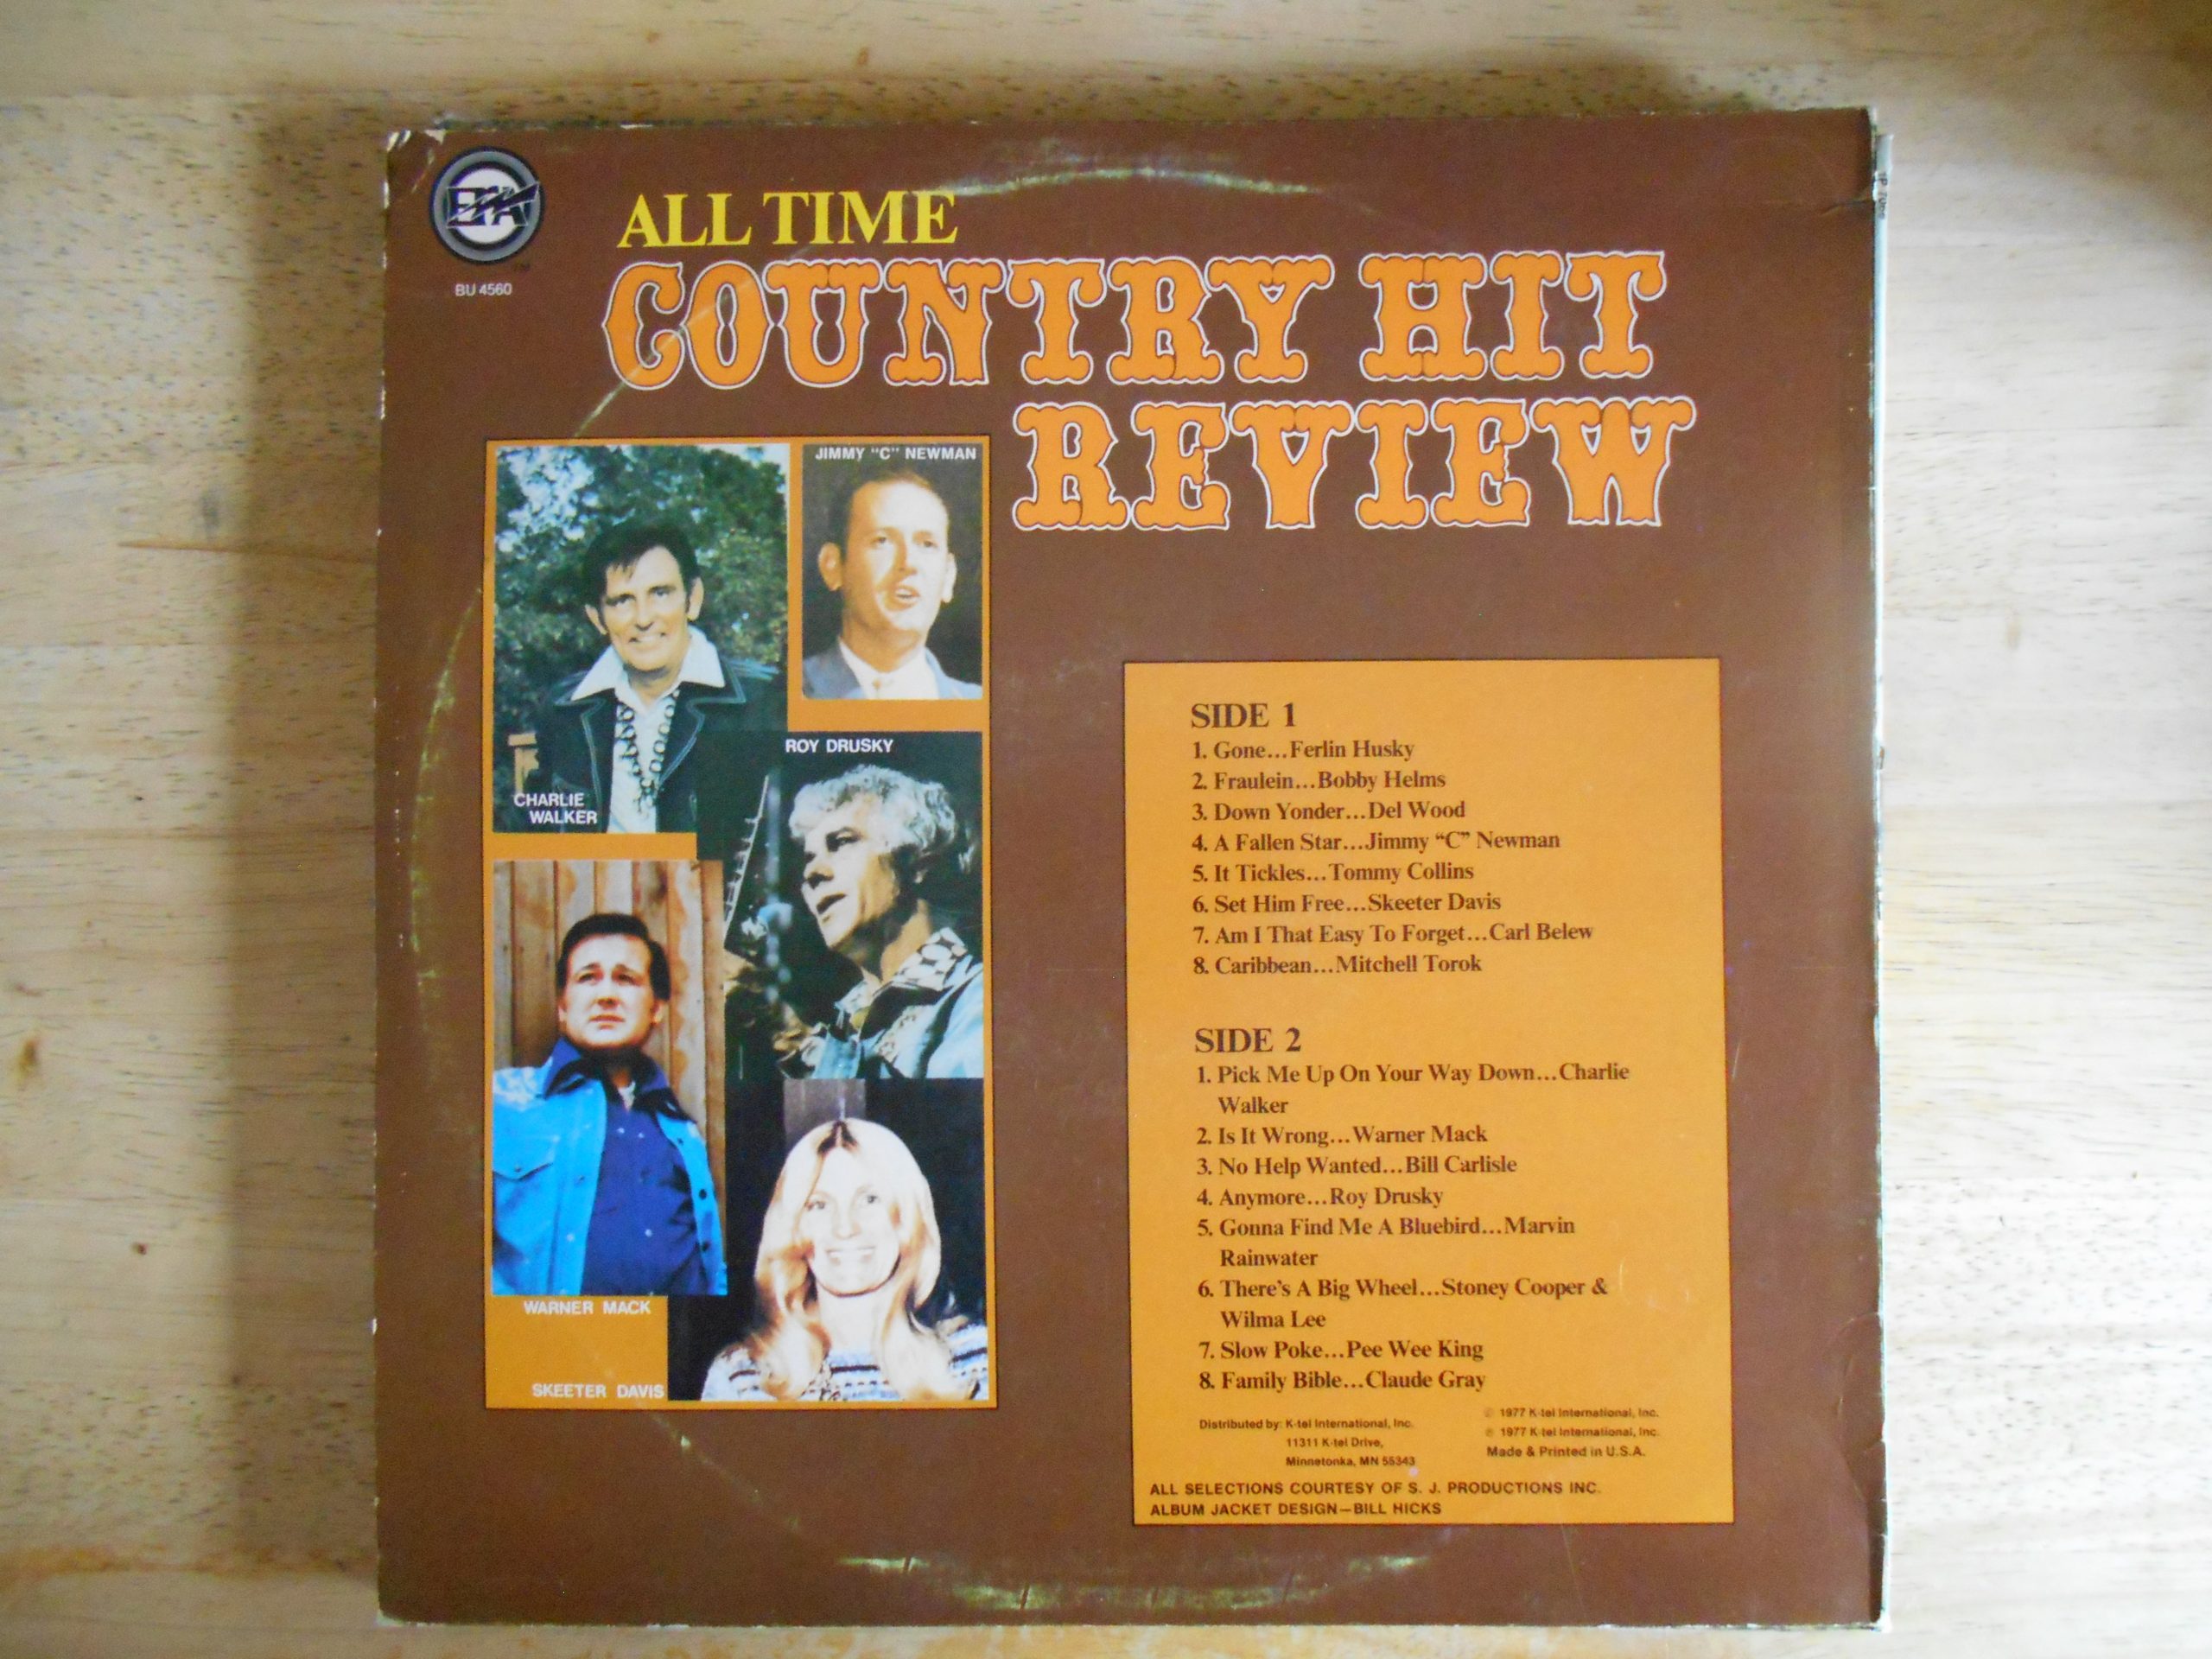 ERA
TM
BU 4560
ALL TIME
COUNTRY HIT
REVIEW
JIMMY "C" NEWMAN
CHARLIE
WALKER
ROY DRUSKY
WARNER MACK
SKEETER DAVIS
SIDE 1
1. Gone...Ferlin Husky
2. Fraulein...Bobby Helms
3. Down Yonder...Del Wood
4. A Fallen Star...Jimmy "C" Newman
5. It Tickles...Tommy Collins
6. Set Him Free...Skeeter Davis
7. Am I That Easy To Forget...Carl Belew
8. Caribbean...Mitchell Torok
SIDE 2
1. Pick Me Up On Your Way Down...Charlie
Walker
2. Is It Wrong...Warner Mack
3. No Help Wanted...Bill Carlisle
4. Anymore...Roy Drusky
5. Gonna Find Me A Bluebird...Marvin
Rainwater
6. There's A Big Wheel...Stoney Cooper &
Wilma Lee
7. Slow Poke...Pee Wee King
8. Family Bible...Claude Gray
Distributed by: K-tel International, Inc.
11311 K-tel Drive,
Minnetonka, MN 55343
© 1977 K-tel International, Inc.
℗ 1977 K-tel International, Inc.
Made & Printed in U.S.A.
ALL SELECTIONS COURTESY OF S. J. PRODUCTIONS INC.
ALBUM JACKET DESIGN—BILL HICKS